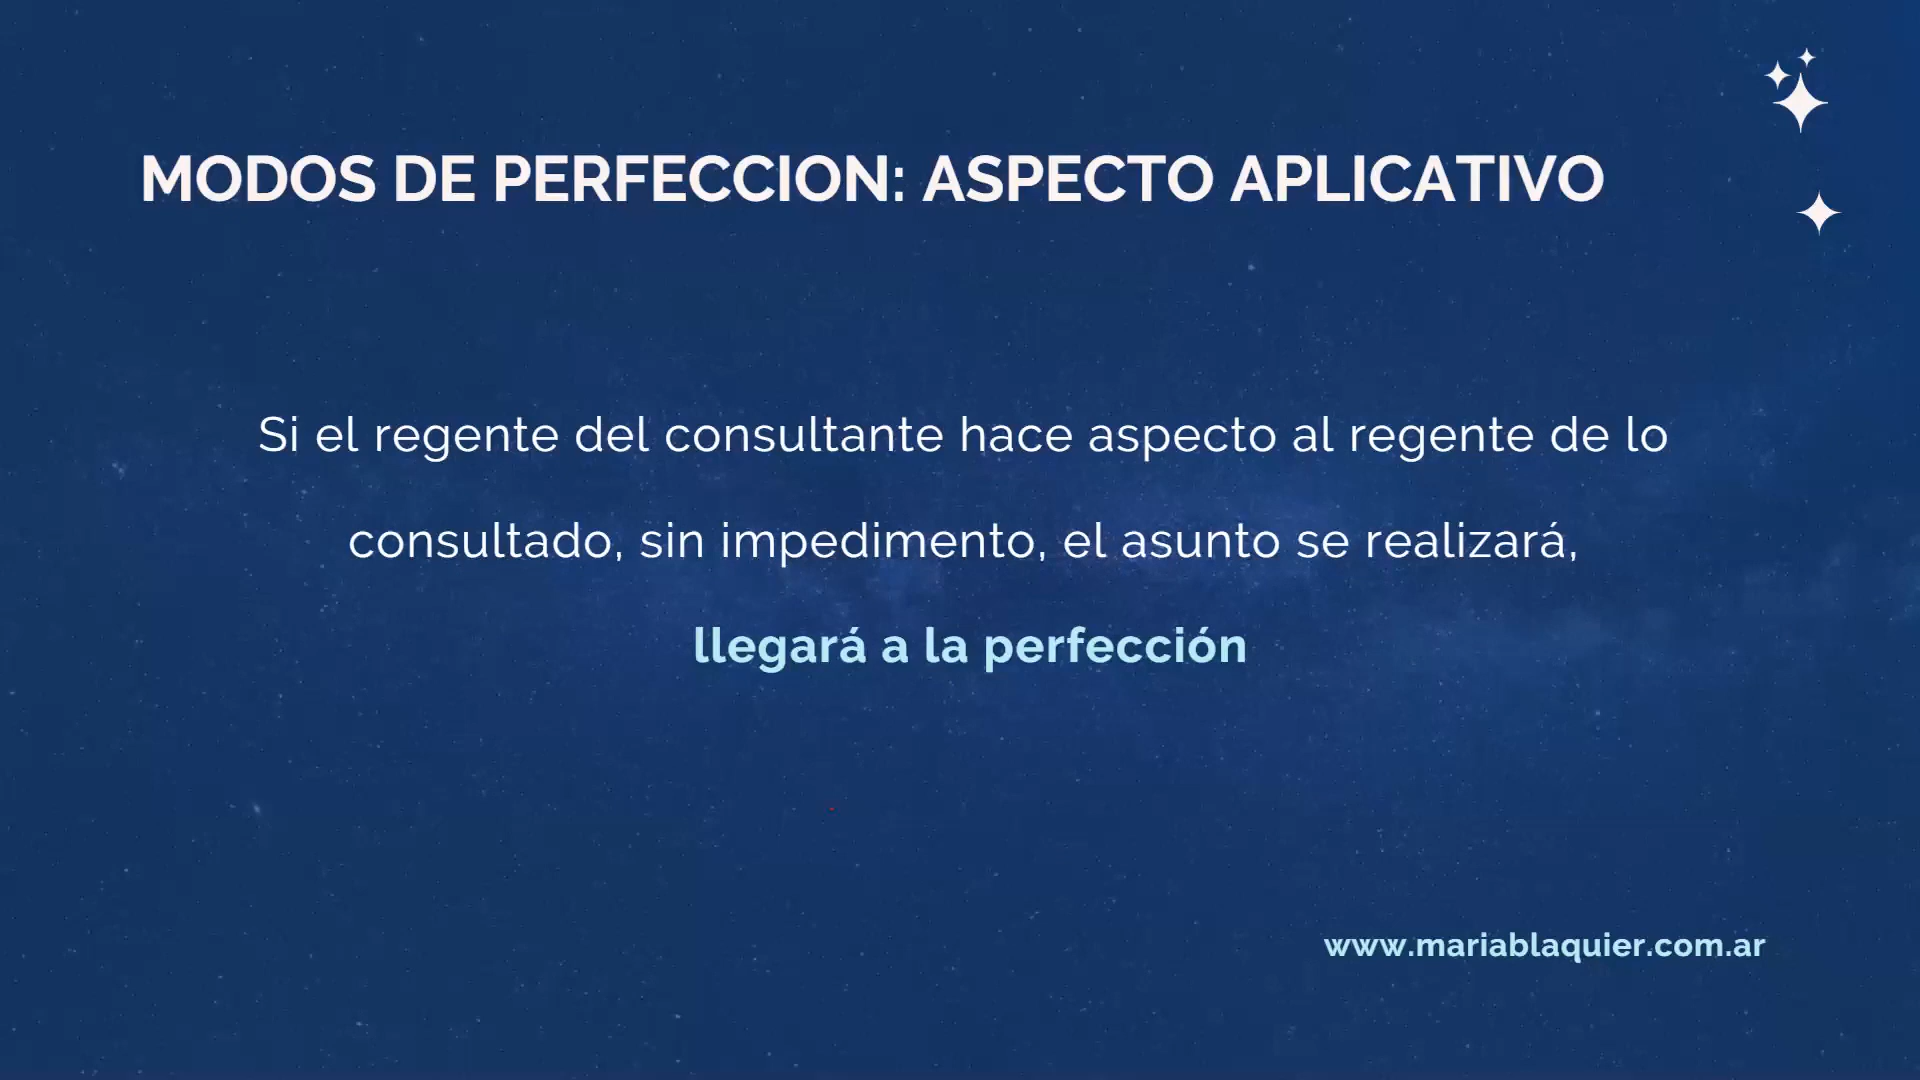 MODOS DE PERFECCION: ASPECTO APLICATIVO
Si el regente del consultante hace aspecto al regente de lo
consultado, sin impedimento, el asunto se realizará,
llegará a la perfección
www.mariablaquier.com.ar